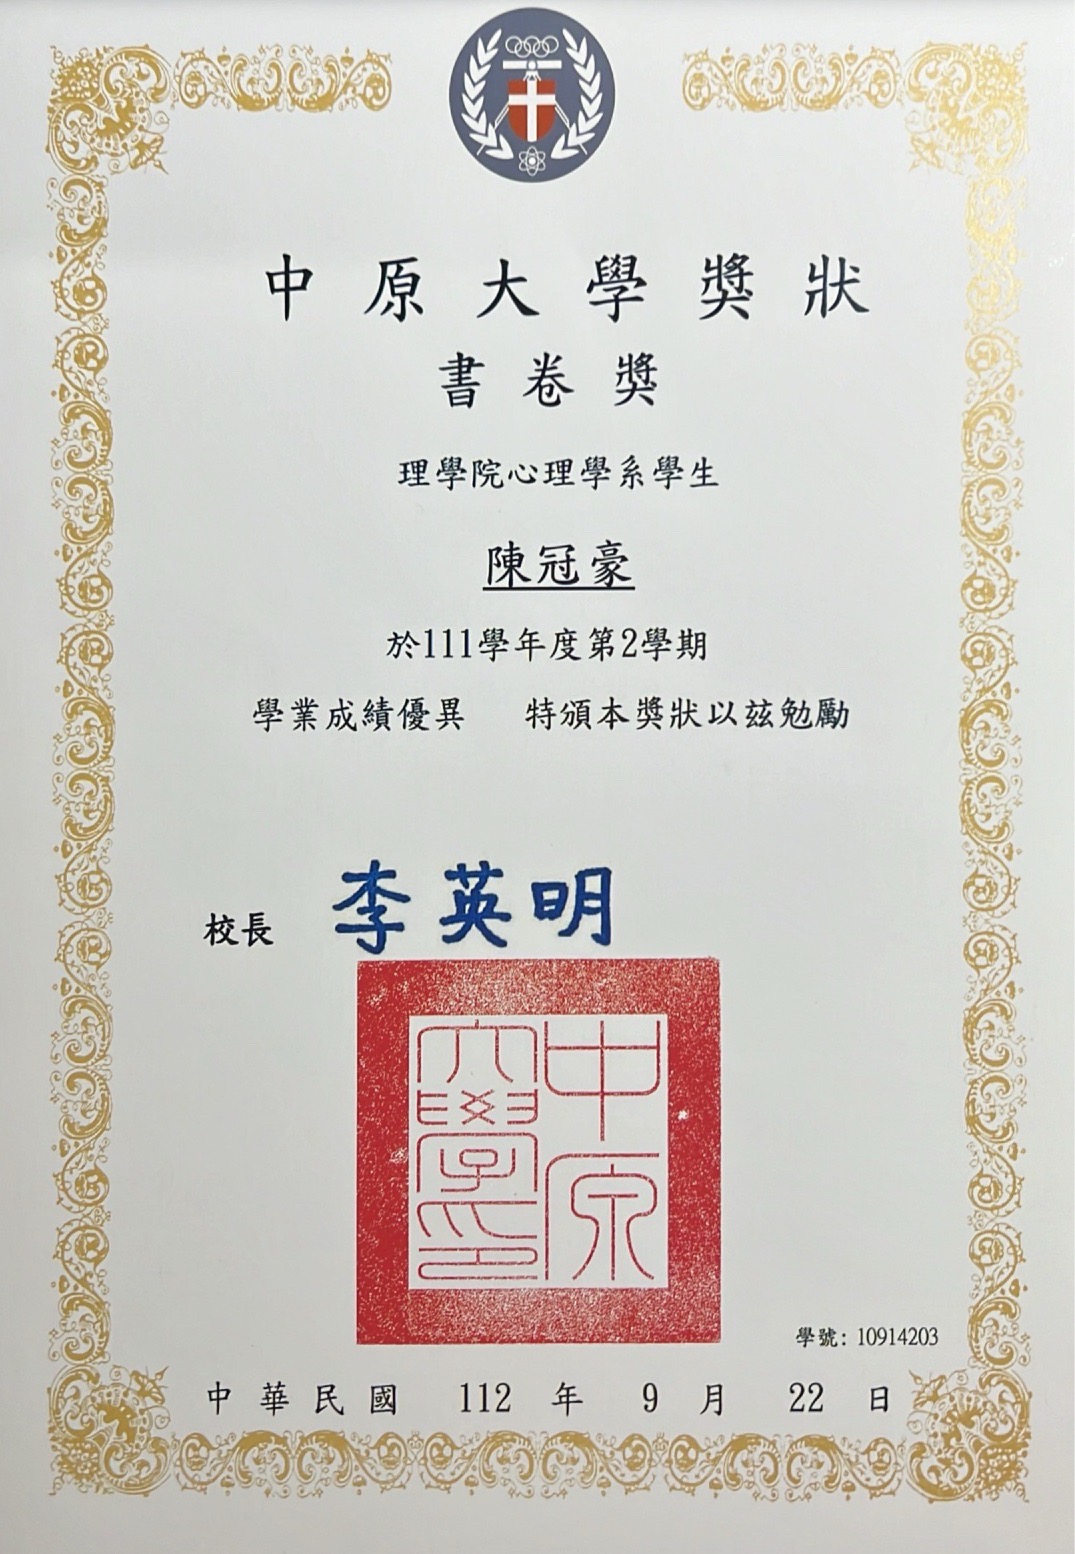 中原大學獎狀
書卷獎
理學院心理學系學生
陳冠豪
於111學年度第2學期
學業成績優異　特頒本獎狀以茲勉勵
校長　李英明
中原大學印
學號：10914203
中華民國 112 年 9 月 22 日